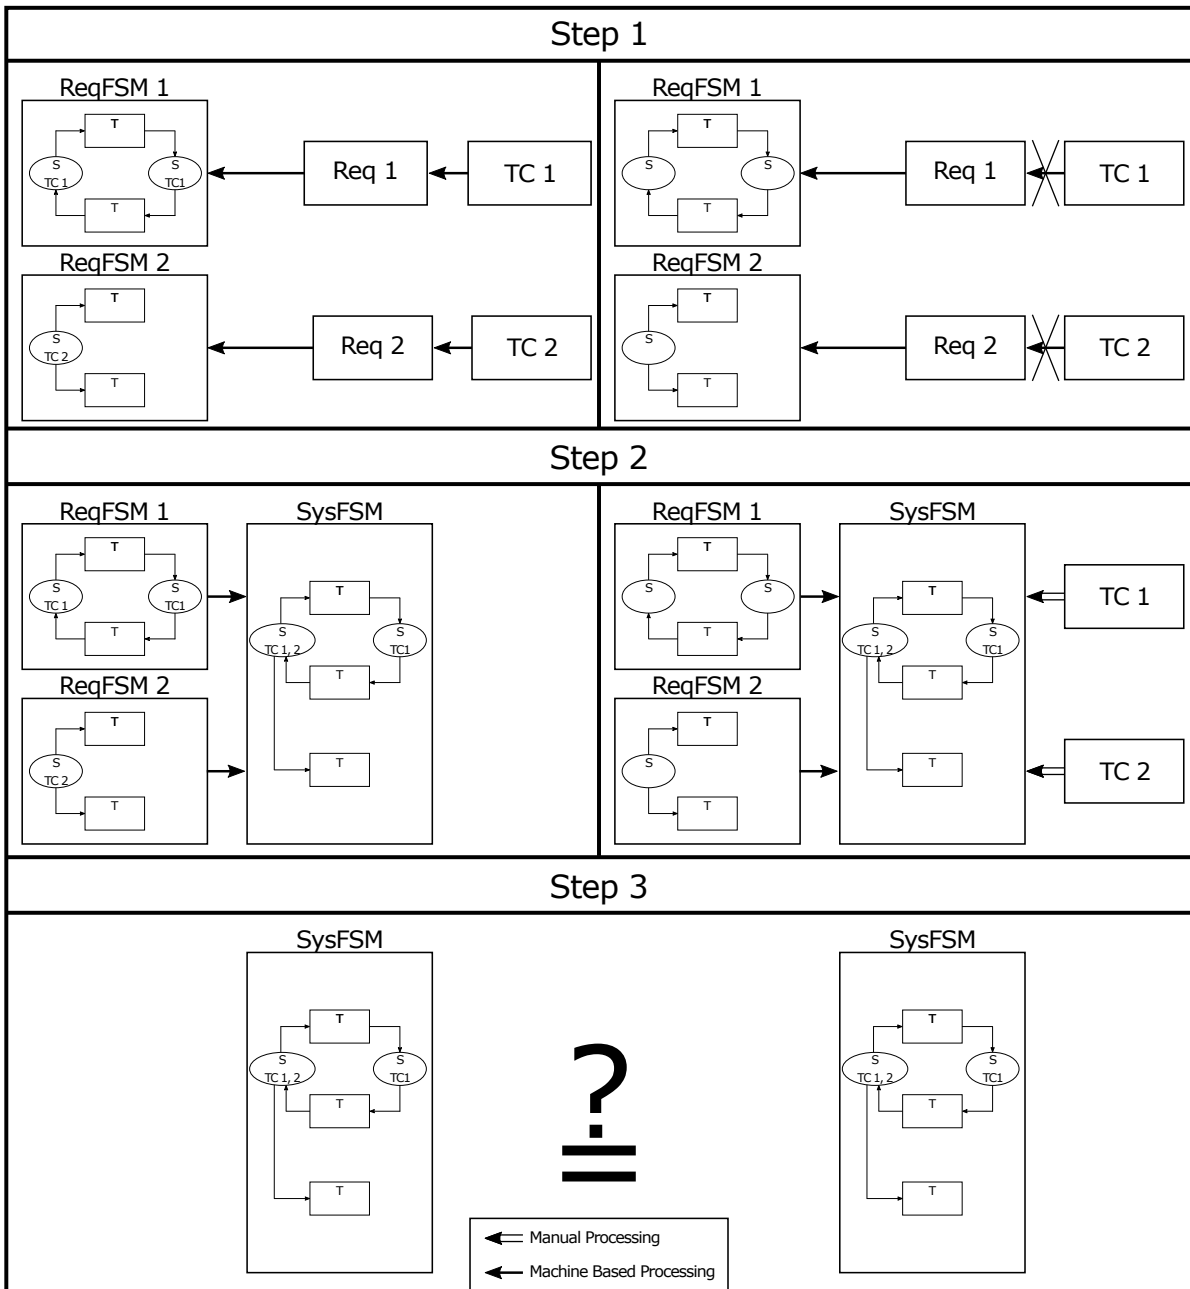 Step 1
ReqFSM 1
T
S
TC 1
S
TC1
T
Req 1
TC 1
ReqFSM 2
T
S
TC 2
T
Req 2
TC 2
ReqFSM 1
T
S
S
T
Req 1
TC 1
ReqFSM 2
T
S
T
Req 2
TC 2
Step 2
ReqFSM 1
T
S
TC 1
S
TC1
T
ReqFSM 2
T
S
TC 2
T
SysFSM
T
S
TC 1, 2
S
TC1
T
T
ReqFSM 1
T
S
S
T
ReqFSM 2
T
S
T
SysFSM
T
S
TC 1, 2
S
TC1
T
T
TC 1
TC 2
Step 3
SysFSM
T
S
TC 1, 2
S
TC1
T
T
?
=
SysFSM
T
S
TC 1, 2
S
TC1
T
T
Manual Processing
Machine Based Processing